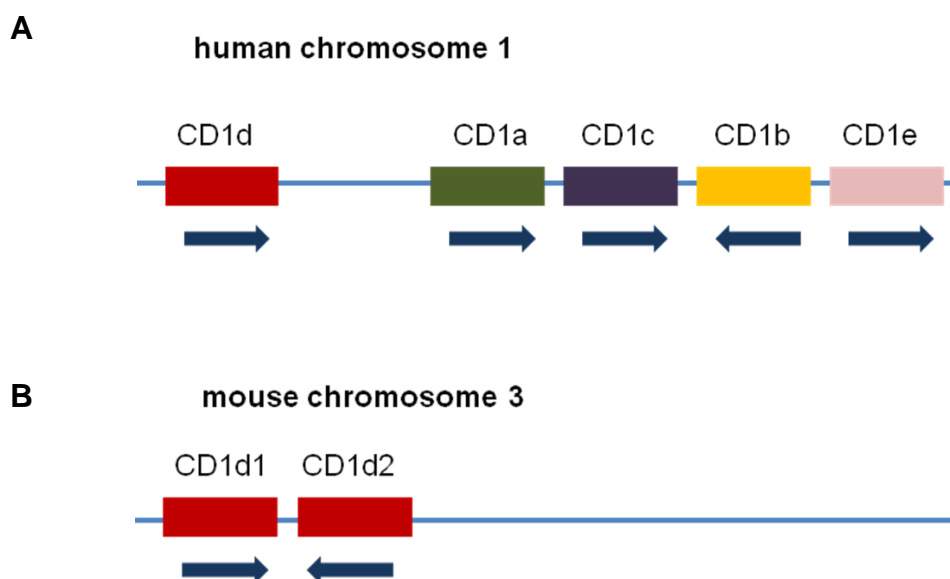 A
human chromosome 1
CD1d CD1a CD1c CD1b CD1e
B
mouse chromosome 3
CD1d1 CD1d2